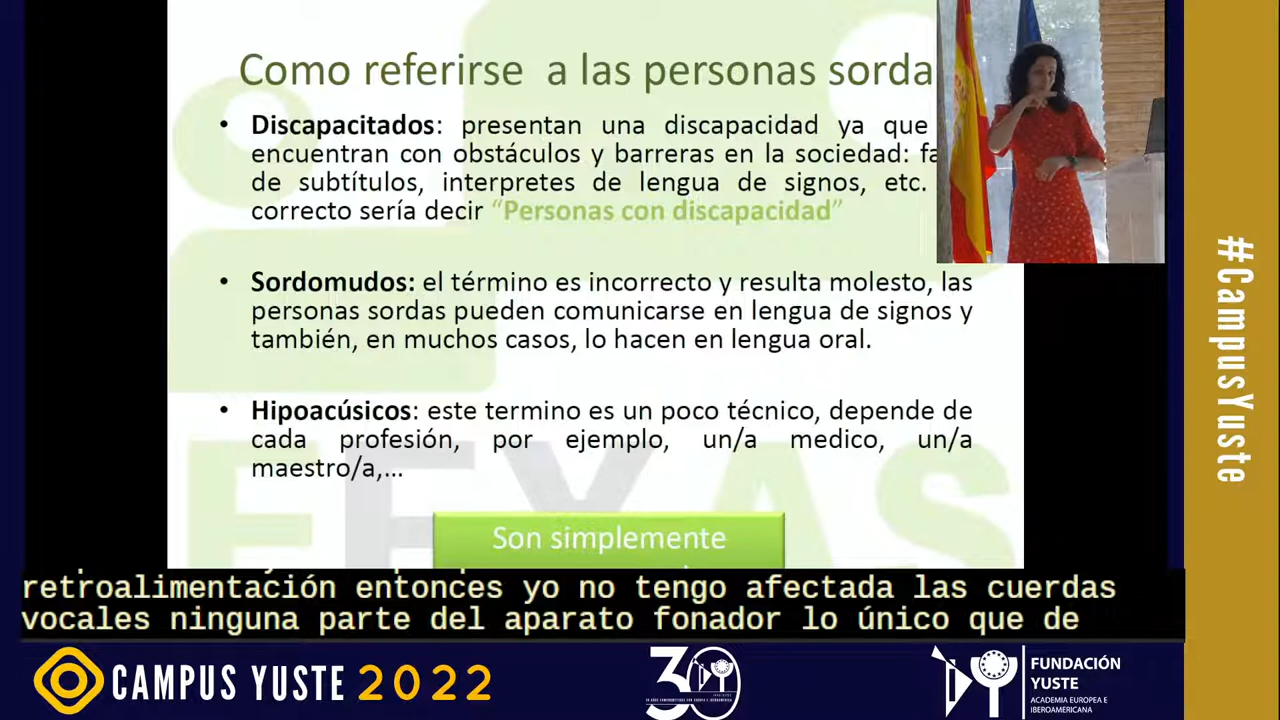 Como referirse a las personas sorda
• Discapacitados: presentan una discapacidad ya que
encuentran con obstáculos y barreras en la sociedad: fa
de subtítulos, interpretes de lengua de signos, etc.
correcto sería decir “Personas con discapacidad”
• Sordomudos: el término es incorrecto y resulta molesto, las
personas sordas pueden comunicarse en lengua de signos y
también, en muchos casos, lo hacen en lengua oral.
• Hipoacúsicos: este termino es un poco técnico, depende de
cada profesión, por ejemplo, un/a medico, un/a
maestro/a,...
FEXAS
Son simplemente
retroalimentación entonces yo no tengo afectada las cuerdas
vocales ninguna parte del aparato fonador lo único que de
#CampusYuste
CAMPUS YUSTE 2022
30
FUNDACIÓN
YUSTE
ACADEMIA EUROPEA E
IBEROAMERICANA